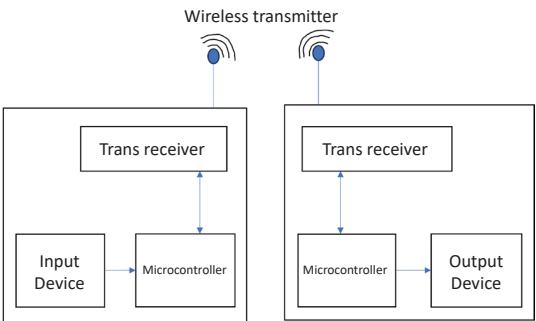 Wireless transmitter
Trans receiver
Input
Device
Microcontroller
Trans receiver
Microcontroller
Output
Device